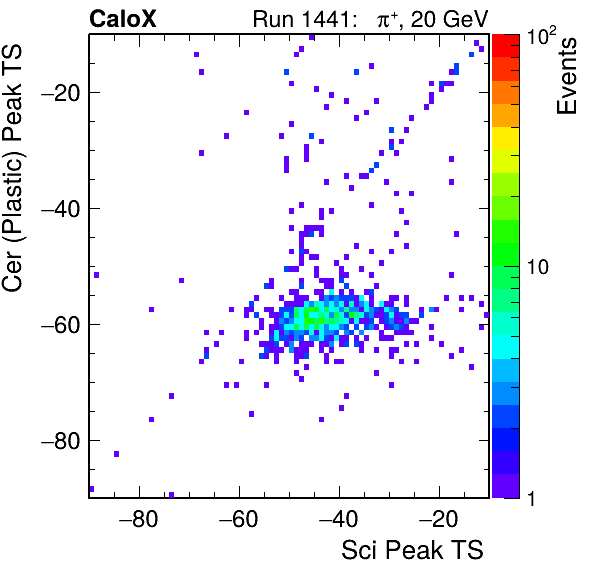 CaloX Run 1441: π⁺, 20 GeV
10²
Events
Cer (Plastic) Peak TS
−20
−40
10
−60
−80
1
−80 −60 −40 −20
Sci Peak TS